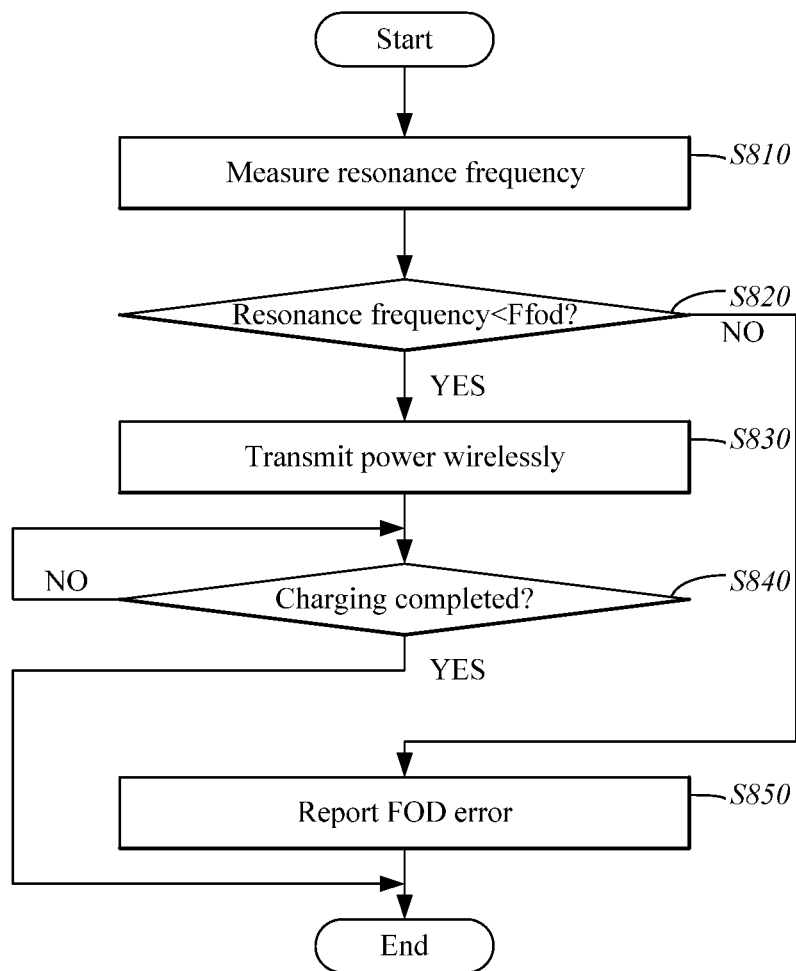 Start
Measure resonance frequency
S810
Resonance frequency<Ffod?
S820
NO
YES
Transmit power wirelessly
S830
NO
Charging completed?
S840
YES
Report FOD error
S850
End